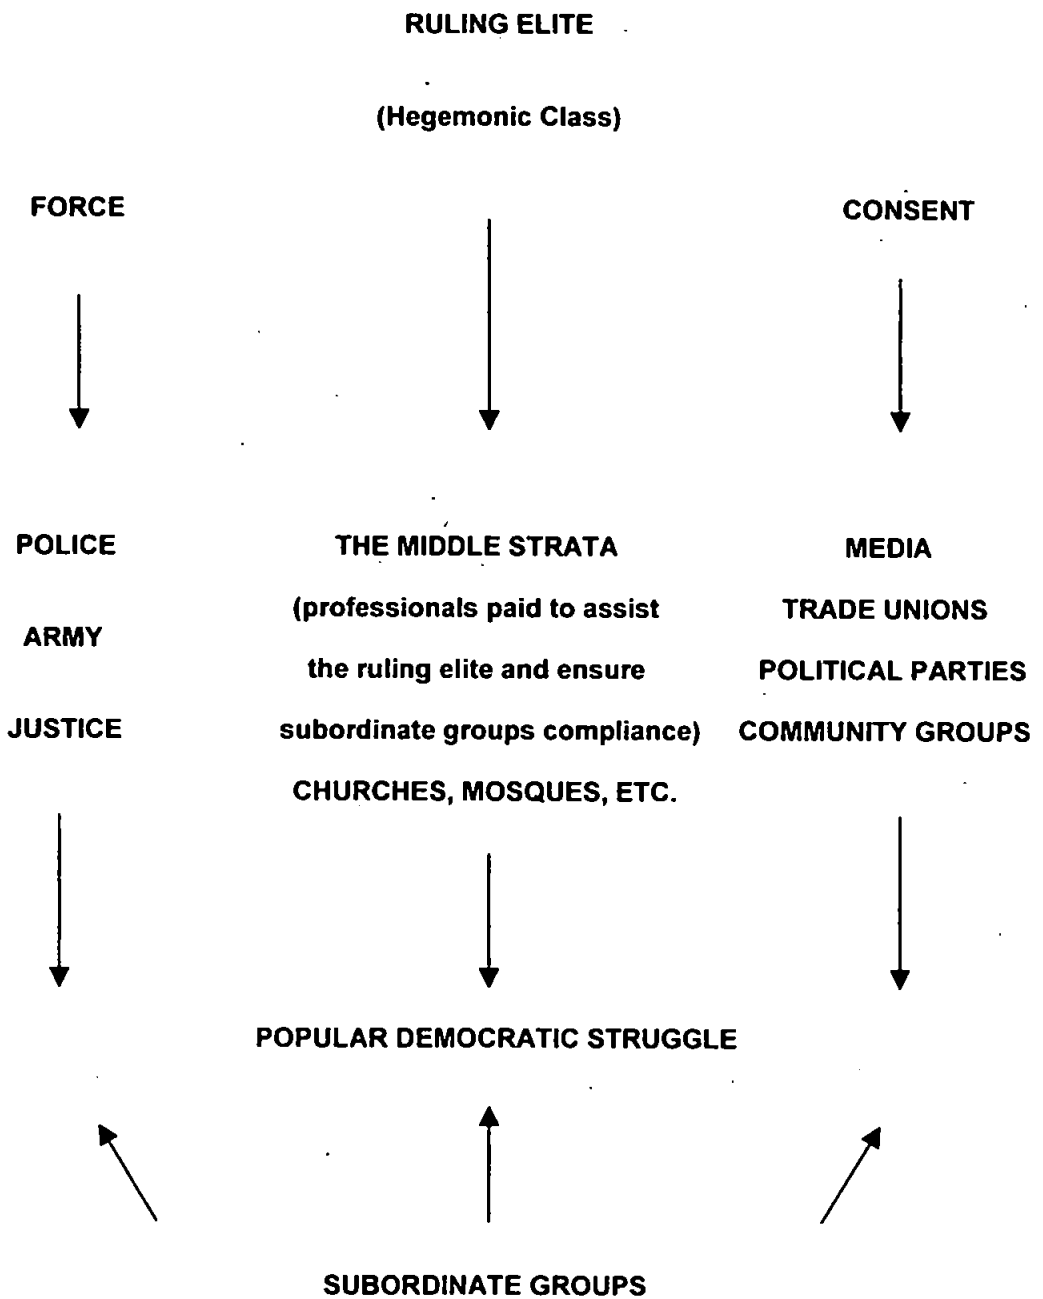 RULING ELITE
(Hegemonic Class)
FORCE
CONSENT
POLICE
ARMY
JUSTICE
THE MIDDLE STRATA
(professionals paid to assist
the ruling elite and ensure
subordinate groups compliance)
CHURCHES, MOSQUES, ETC.
MEDIA
TRADE UNIONS
POLITICAL PARTIES
COMMUNITY GROUPS
POPULAR DEMOCRATIC STRUGGLE
SUBORDINATE GROUPS